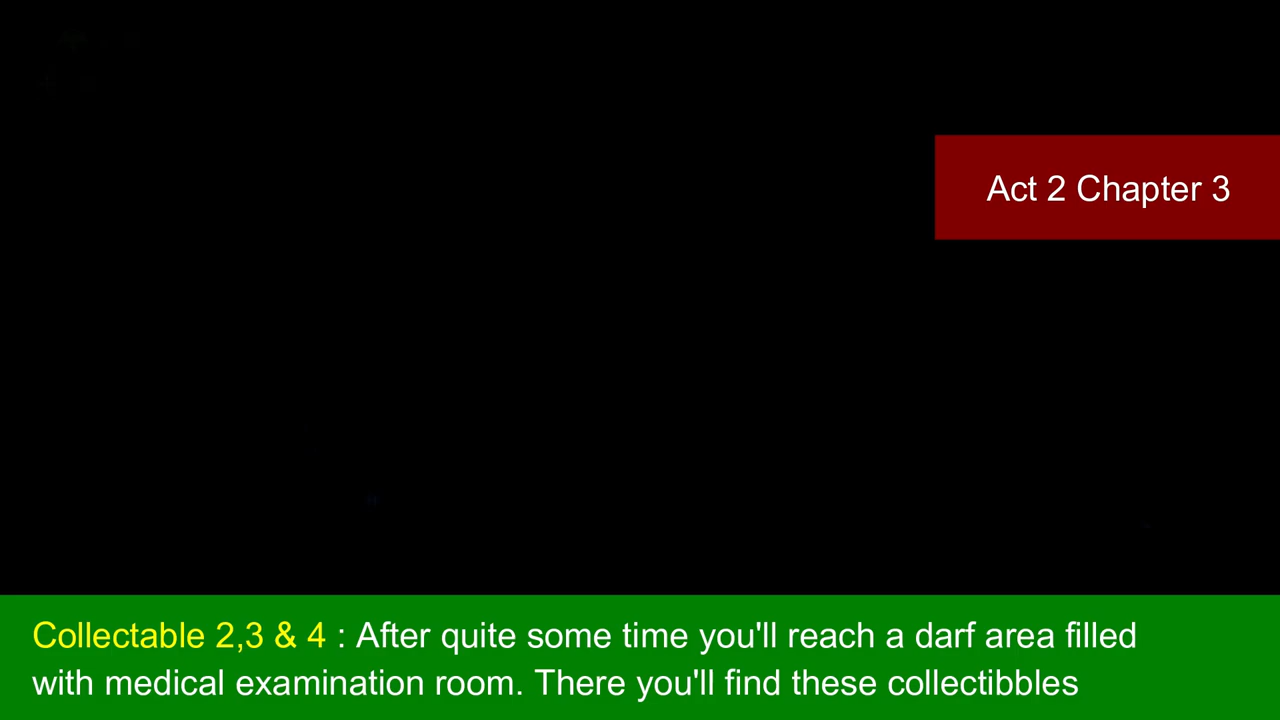 Act 2 Chapter 3
Collectable 2,3 & 4 : After quite some time you'll reach a darf area filled
with medical examination room. There you'll find these collectibbles